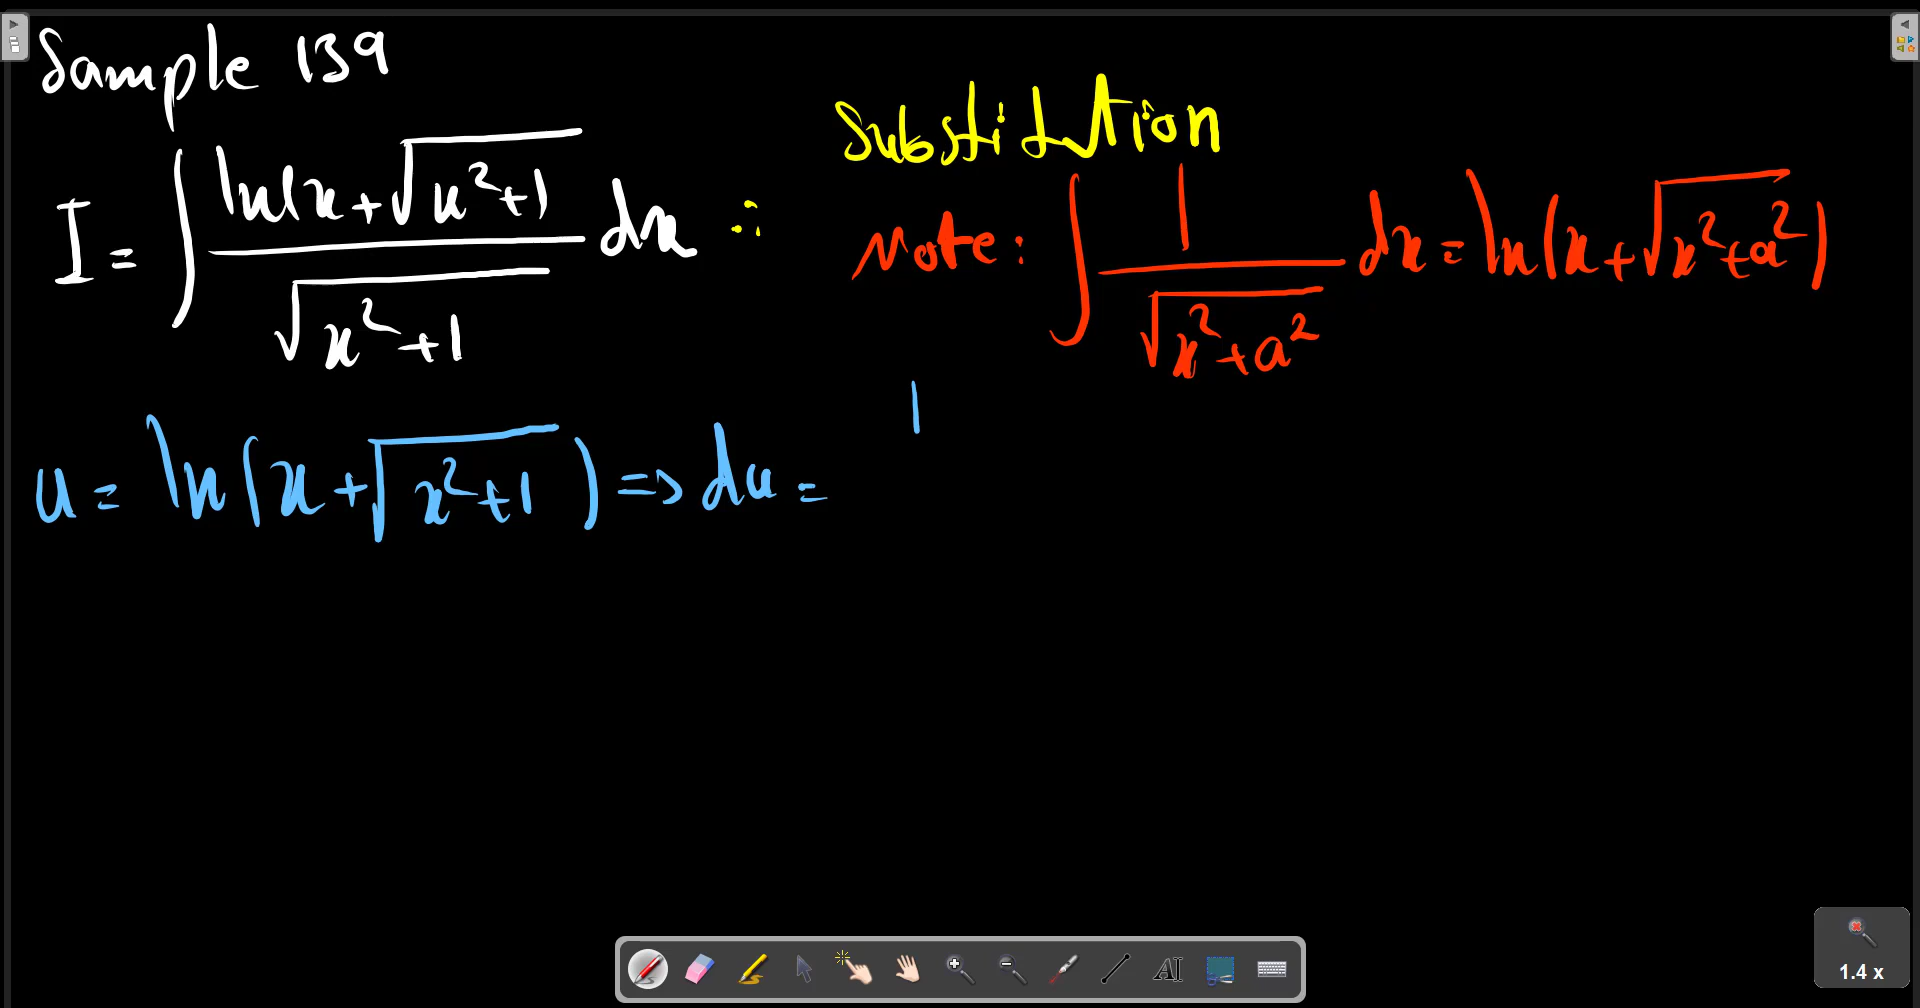 Sample 139
I = ∫ ln(x+√(x²+1) / √(x²+1) dx ∴
Substitution
Note: ∫ 1 / √(x²+a²) dx = ln(x+√(x²+a²))
u = ln(x+√(x²+1)) => du = 1
1.4 x